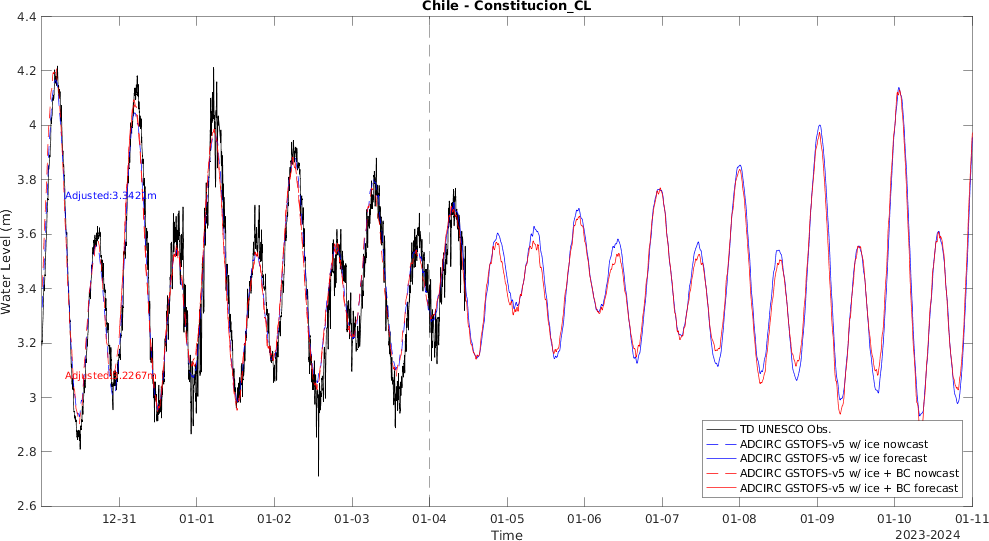 Chile - Constitucion_CL
4.4
4.2
4
3.8
3.6
3.4
3.2
3
2.8
2.6
Water Level (m)
Adjusted:3.3421m
Adjusted:3.2267m
TD UNESCO Obs.
ADCIRC GSTOFS-v5 w/ ice nowcast
ADCIRC GSTOFS-v5 w/ ice forecast
ADCIRC GSTOFS-v5 w/ ice + BC nowcast
ADCIRC GSTOFS-v5 w/ ice + BC forecast
12-31 01-01 01-02 01-03 01-04 01-05 01-06 01-07 01-08 01-09 01-10 01-11
Time
2023-2024